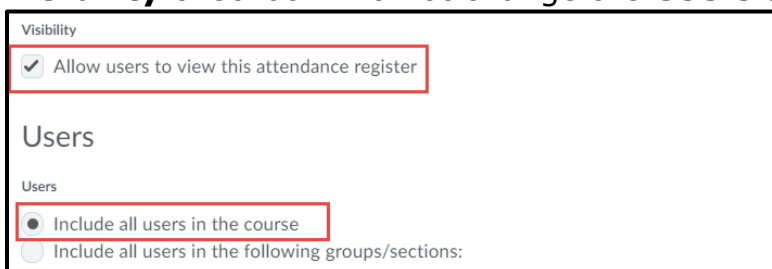 Visibility
Allow users to view this attendance register
Users
Users
Include all users in the course
Include all users in the following groups/sections: